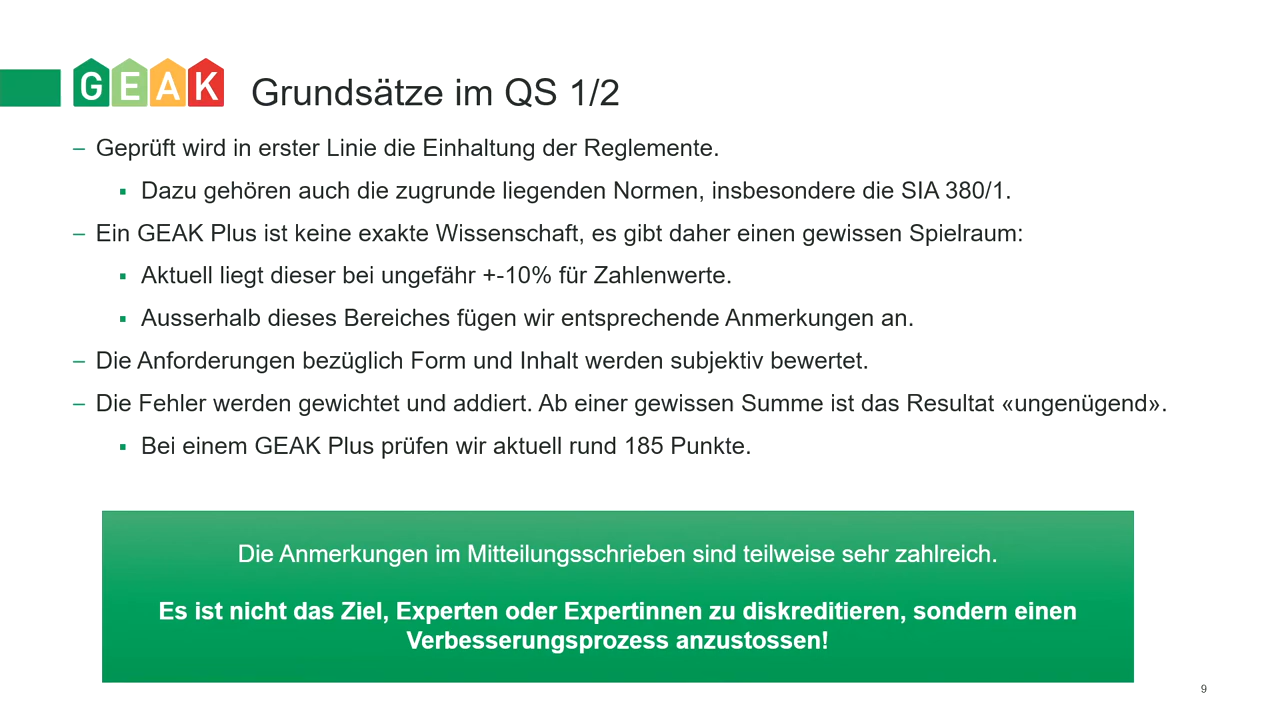 GEAK
Grundsätze im QS 1/2
– Geprüft wird in erster Linie die Einhaltung der Reglemente.
▪ Dazu gehören auch die zugrunde liegenden Normen, insbesondere die SIA 380/1.
– Ein GEAK Plus ist keine exakte Wissenschaft, es gibt daher einen gewissen Spielraum:
▪ Aktuell liegt dieser bei ungefähr +-10% für Zahlenwerte.
▪ Ausserhalb dieses Bereiches fügen wir entsprechende Anmerkungen an.
– Die Anforderungen bezüglich Form und Inhalt werden subjektiv bewertet.
– Die Fehler werden gewichtet und addiert. Ab einer gewissen Summe ist das Resultat «ungenügend».
▪ Bei einem GEAK Plus prüfen wir aktuell rund 185 Punkte.
Die Anmerkungen im Mitteilungsschrieben sind teilweise sehr zahlreich.
Es ist nicht das Ziel, Experten oder Expertinnen zu diskreditieren, sondern einen
Verbesserungsprozess anzustossen!
9